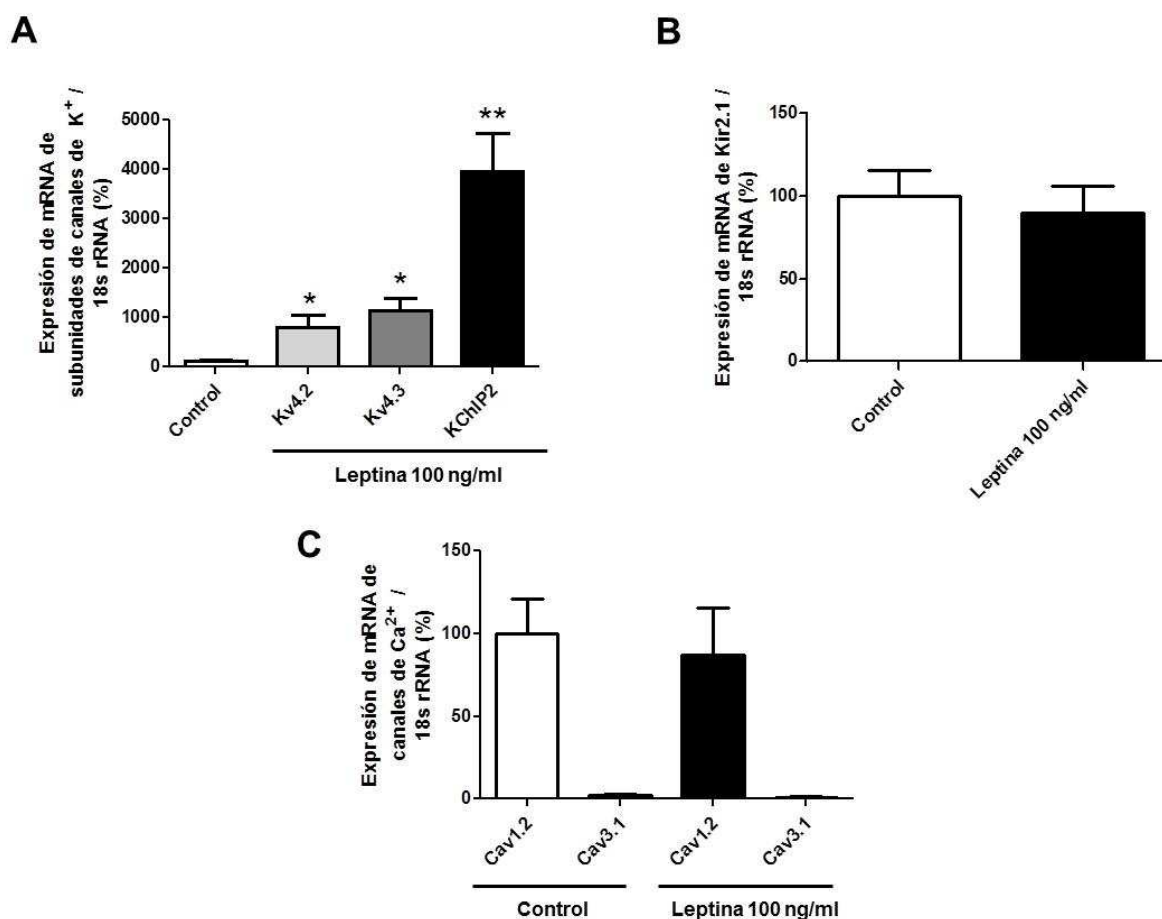 A
Expresión de mRNA de
subunidades de canales de K+ /
18s rRNA (%)
5000
4000
3000
2000
1000
0
*
*
**
Control
Kv4.2
Kv4.3
KChIP2
Leptina 100 ng/ml
B
Expresión de mRNA de Kir2.1 /
18s rRNA (%)
150
100
50
0
Control
Leptina 100 ng/ml
C
Expresión de mRNA de
canales de Ca2+ /
18s rRNA (%)
150
100
50
0
Cav1.2
Cav3.1
Cav1.2
Cav3.1
Control
Leptina 100 ng/ml